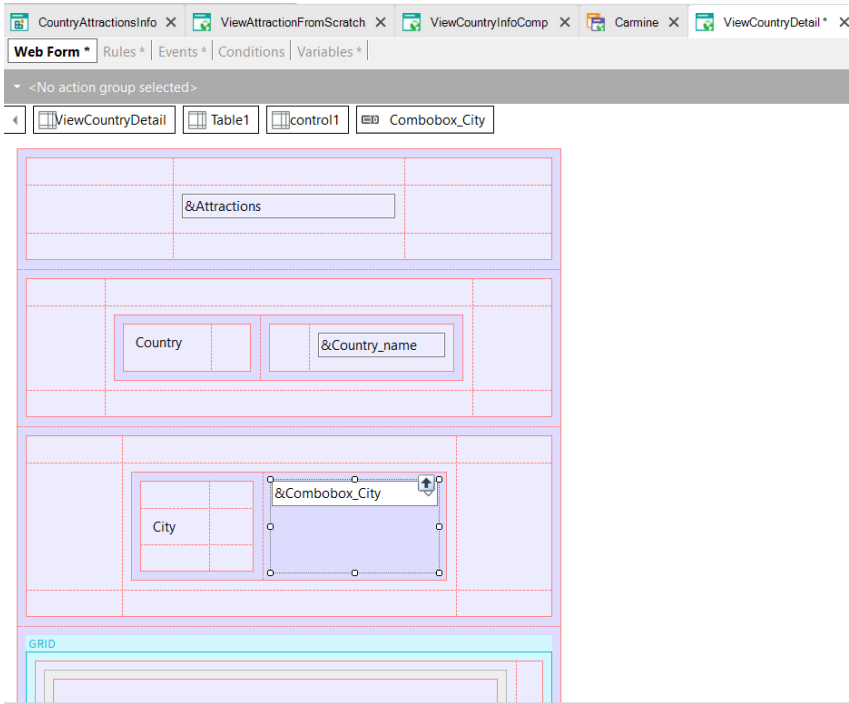 CountryAttractionsInfo ViewAttractionFromScratch ViewCountryInfoComp Carmine ViewCountryDetail *
Web Form * Rules * Events * Conditions Variables *
<No action group selected>
ViewCountryDetail Table1 control1 Combobox_City
&Attractions
Country &Country_name
&Combobox_City
City
GRID